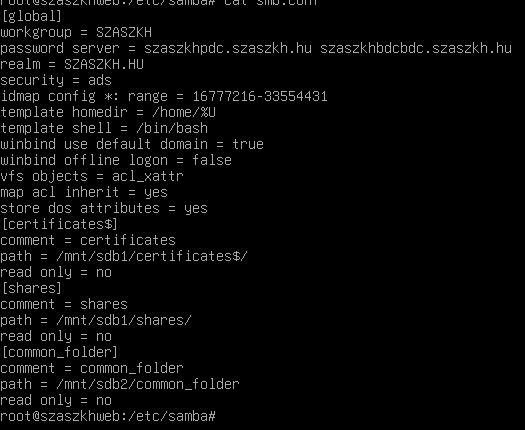 root@szaszkhweb:/etc/samba# cat smb.conf
[global]
workgroup = SZASZKH
password server = szaszkhpdc.szaszkh.hu szaszkhbdcbdc.szaszkh.hu
realm = SZASZKH.HU
security = ads
idmap config *: range = 16777216-33554431
template homedir = /home/%U
template shell = /bin/bash
winbind use default domain = true
winbind offline logon = false
vfs objects = acl_xattr
map acl inherit = yes
store dos attributes = yes
[certificates$]
comment = certificates
path = /mnt/sdb1/certificates$/
read only = no
[shares]
comment = shares
path = /mnt/sdb1/shares/
read only = no
[common_folder]
comment = common_folder
path = /mnt/sdb2/common_folder
read only = no
root@szaszkhweb:/etc/samba#